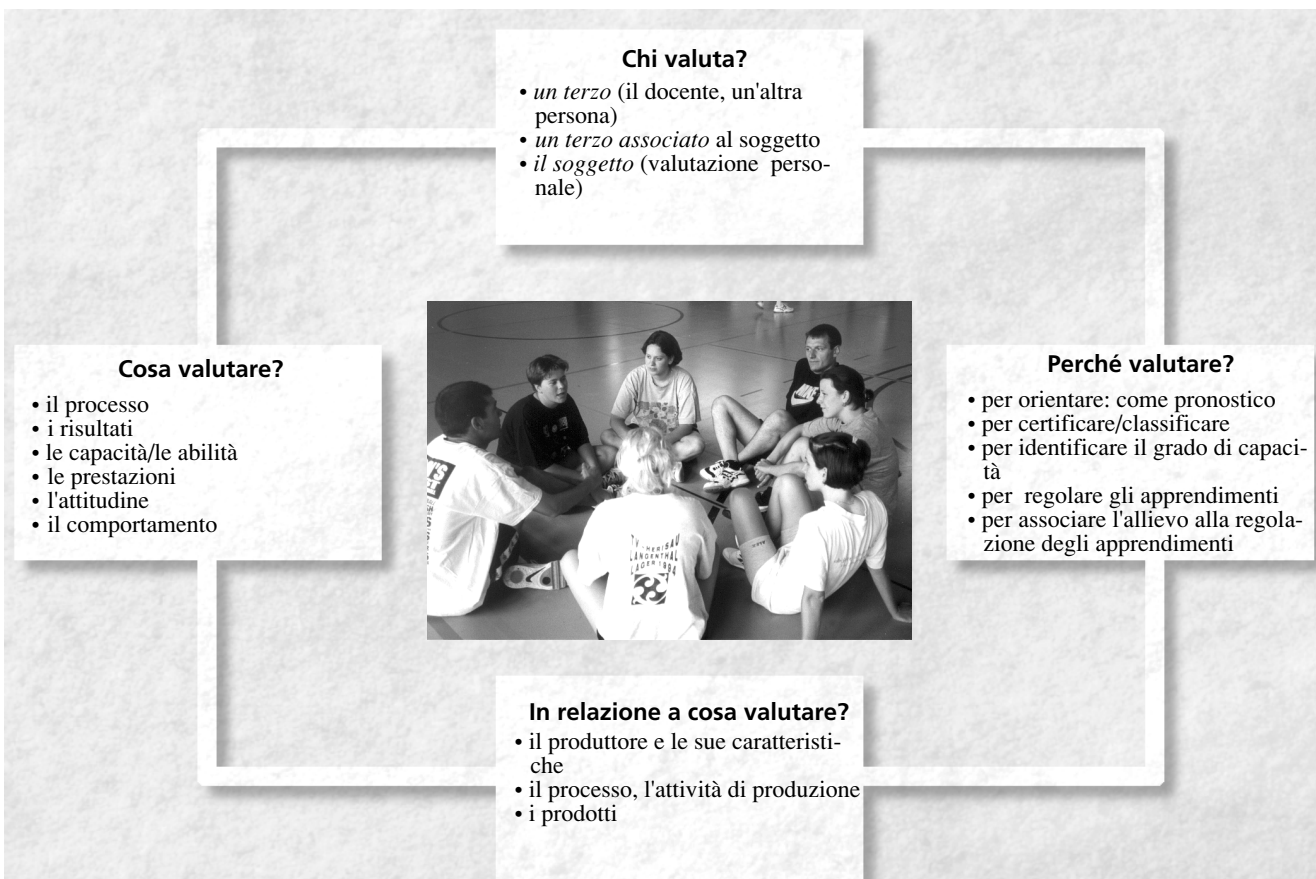 Chi valuta?
• un terzo (il docente, un'altra
persona)
• un terzo associato al soggetto
• il soggetto (valutazione perso-
nale)
Cosa valutare?
• il processo
• i risultati
• le capacità/le abilità
• le prestazioni
• l'attitudine
• il comportamento
Perché valutare?
• per orientare: come pronostico
• per certificare/classificare
• per identificare il grado di capaci-
tà
• per regolare gli apprendimenti
• per associare l'allievo alla regola-
zione degli apprendimenti
HERISAU
LANGENTHAL
LAGER 1994
In relazione a cosa valutare?
• il produttore e le sue caratteristi-
che
• il processo, l'attività di produzione
• i prodotti